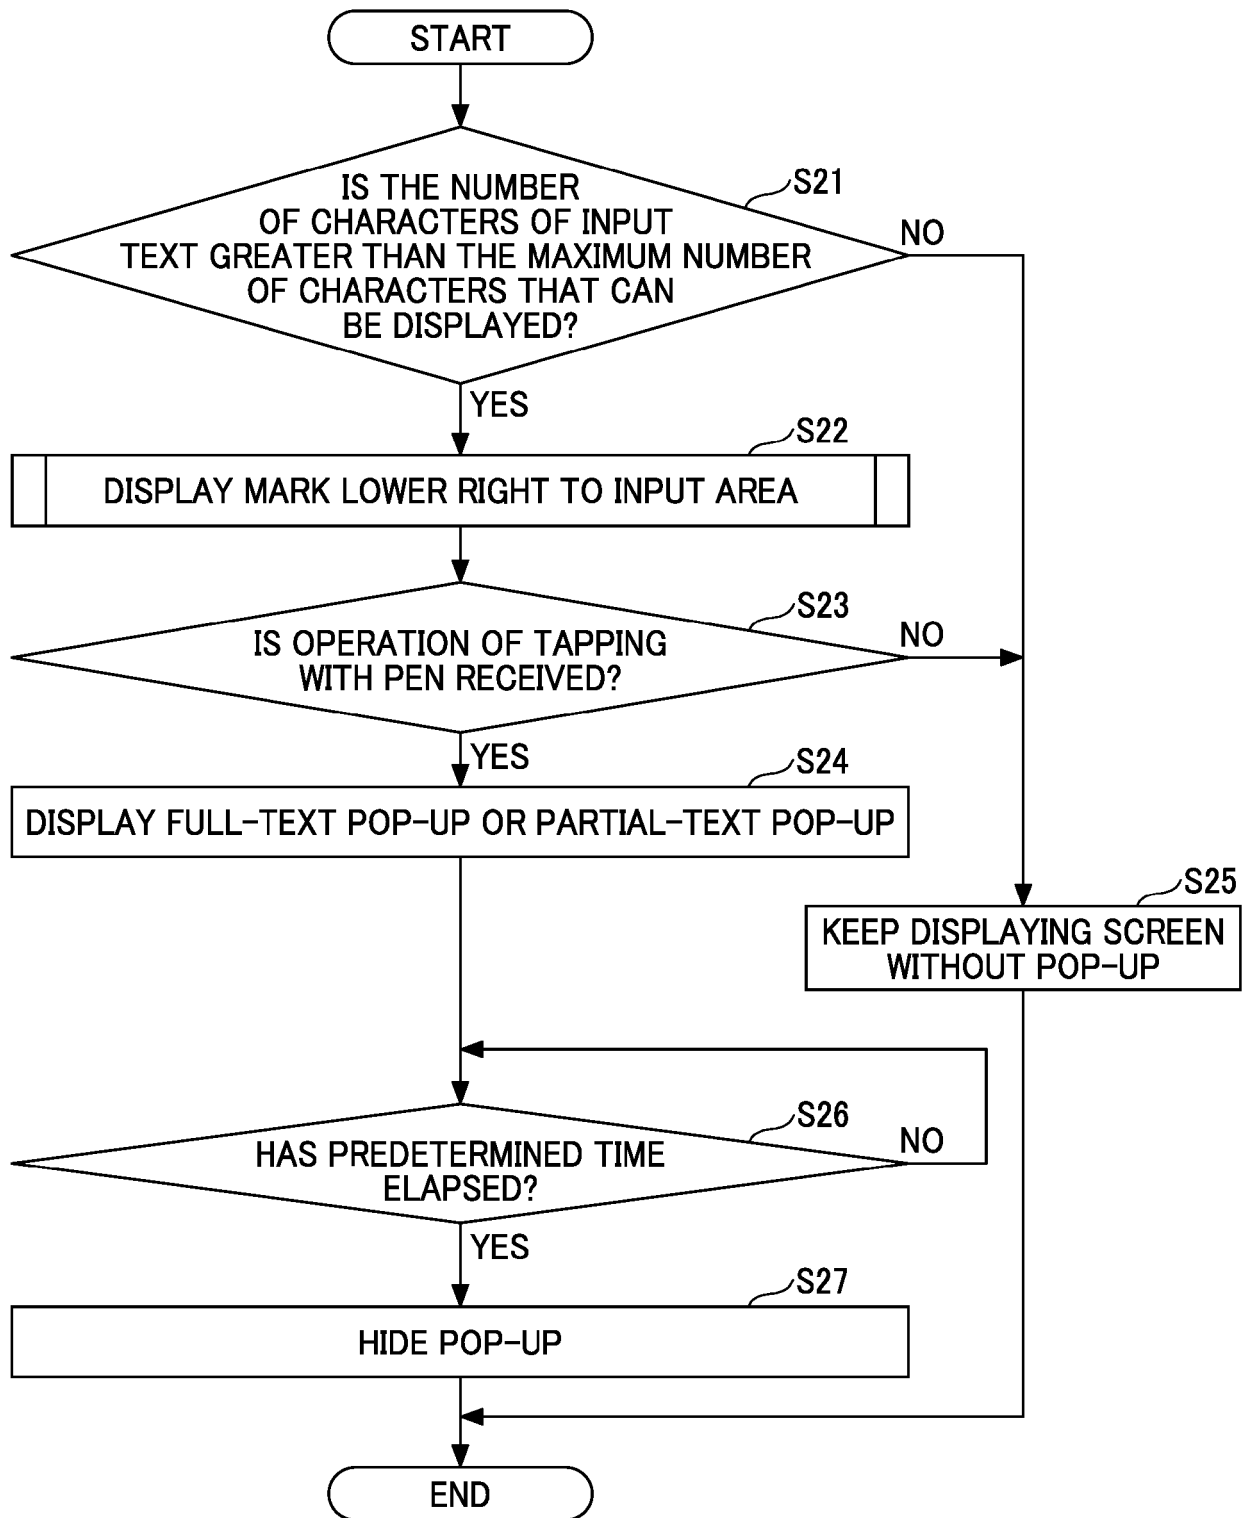 START
IS THE NUMBER
OF CHARACTERS OF INPUT
TEXT GREATER THAN THE MAXIMUM NUMBER
OF CHARACTERS THAT CAN
BE DISPLAYED?
S21
NO
YES
S22
DISPLAY MARK LOWER RIGHT TO INPUT AREA
S23
IS OPERATION OF TAPPING
WITH PEN RECEIVED?
NO
YES
S24
DISPLAY FULL-TEXT POP-UP OR PARTIAL-TEXT POP-UP
S25
KEEP DISPLAYING SCREEN
WITHOUT POP-UP
S26
HAS PREDETERMINED TIME
ELAPSED?
NO
YES
S27
HIDE POP-UP
END